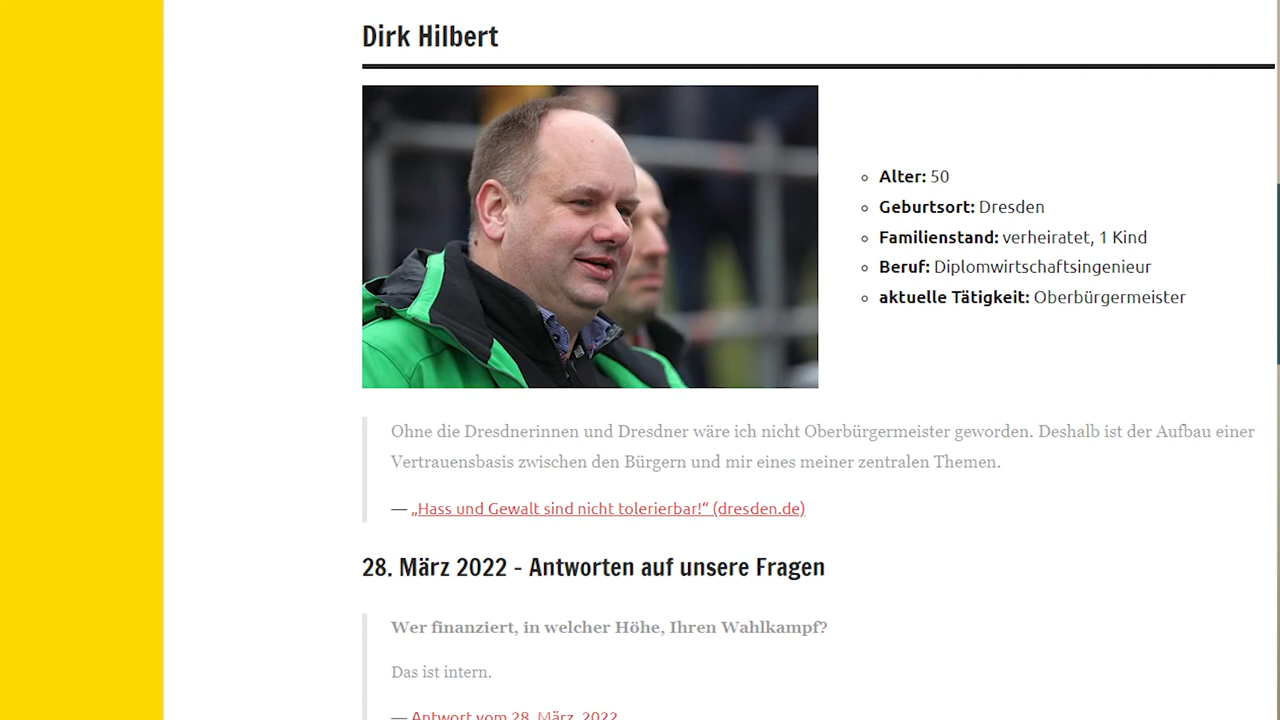 Dirk Hilbert
Alter: 50
Geburtsort: Dresden
Familienstand: verheiratet, 1 Kind
Beruf: Diplomwirtschaftsingenieur
aktuelle Tätigkeit: Oberbürgermeister
Ohne die Dresdnerinnen und Dresdner wäre ich nicht Oberbürgermeister geworden. Deshalb ist der Aufbau einer
Vertrauensbasis zwischen den Bürgern und mir eines meiner zentralen Themen.
— „Hass und Gewalt sind nicht tolerierbar!“ (dresden.de)
28. März 2022 - Antworten auf unsere Fragen
Wer finanziert, in welcher Höhe, Ihren Wahlkampf?
Das ist intern.
— Antwort vom 28. März, 2022